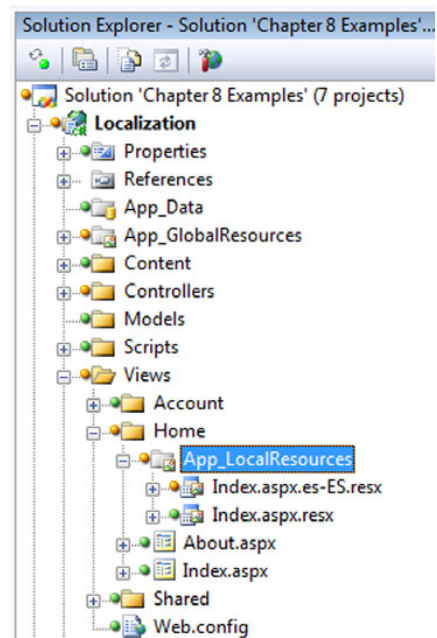 Solution Explorer - Solution 'Chapter 8 Examples'...
Solution 'Chapter 8 Examples' (7 projects)
Localization
Properties
References
App_Data
App_GlobalResources
Content
Controllers
Models
Scripts
Views
Account
Home
App_LocalResources
Index.aspx.es-ES.resx
Index.aspx.resx
About.aspx
Index.aspx
Shared
Web.config